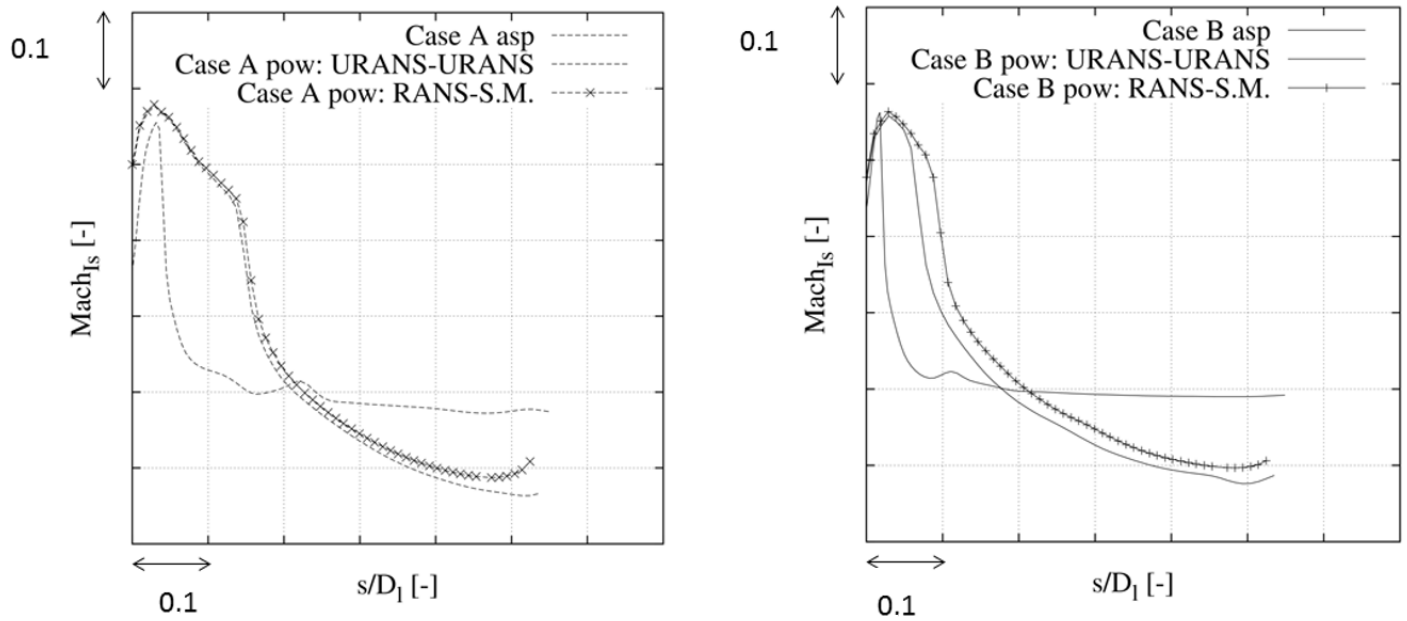 0.1
Case A asp
Case A pow: URANS-URANS
Case A pow: RANS-S.M.
Mach_Is [-]
s/D_l [-]
0.1
0.1
Case B asp
Case B pow: URANS-URANS
Case B pow: RANS-S.M.
Mach_Is [-]
s/D_l [-]
0.1